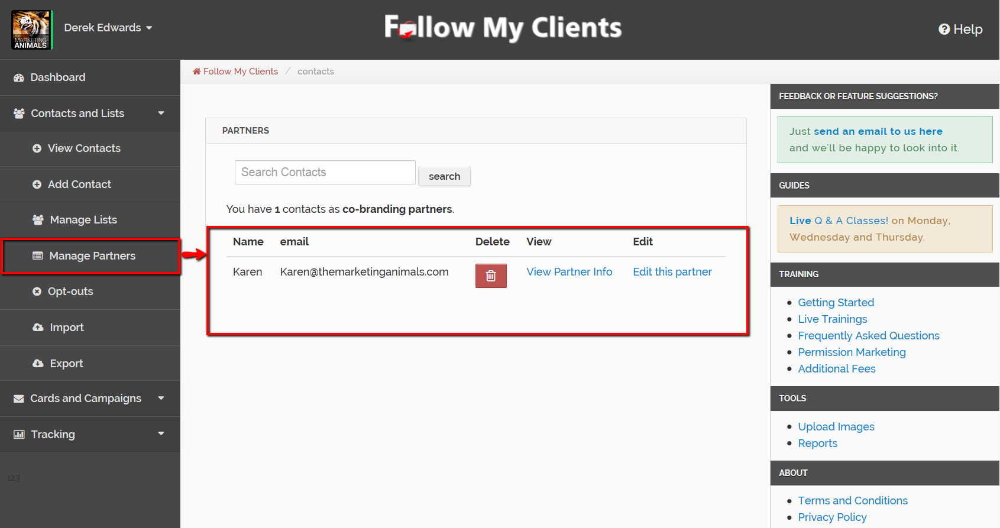 THE
MARKETING
ANIMALS
Derek Edwards
Follow My Clients
Help
Dashboard
Contacts and Lists
View Contacts
Add Contact
Manage Lists
Manage Partners
Opt-outs
Import
Export
Cards and Campaigns
Tracking
123
Follow My Clients / contacts
PARTNERS
Search Contacts
search
You have 1 contacts as co-branding partners.
Name email Delete View Edit
Karen Karen@themarketinganimals.com View Partner Info Edit this partner
FEEDBACK OR FEATURE SUGGESTIONS?
Just send an email to us here
and we'll be happy to look into it.
GUIDES
Live Q & A Classes! on Monday,
Wednesday and Thursday.
TRAINING
Getting Started
Live Trainings
Frequently Asked Questions
Permission Marketing
Additional Fees
TOOLS
Upload Images
Reports
ABOUT
Terms and Conditions
Privacy Policy